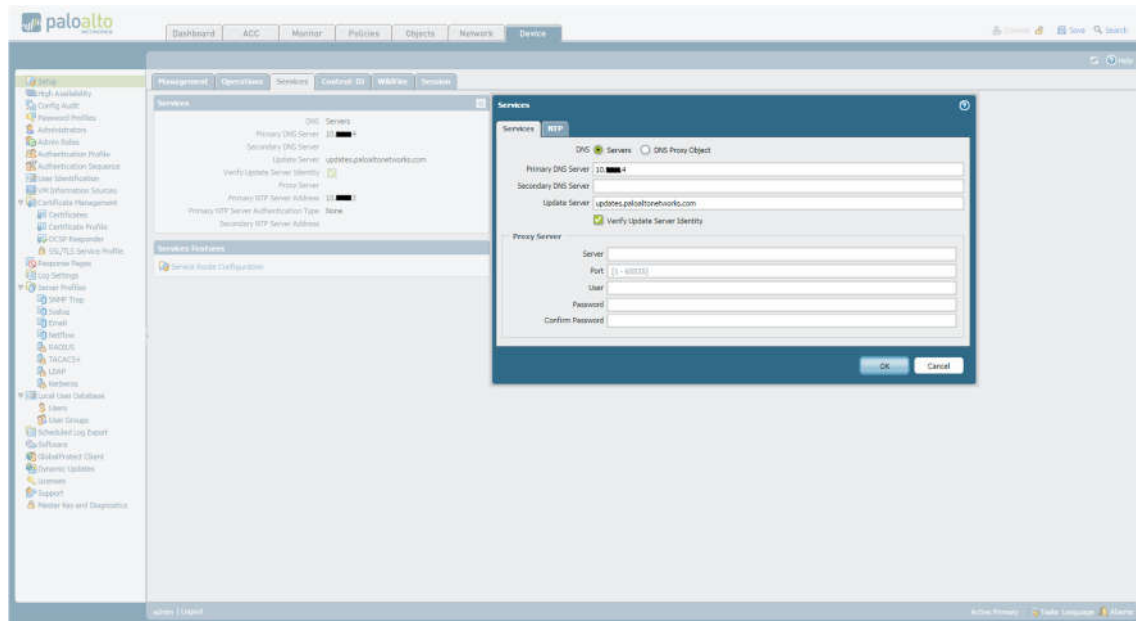 paloalto
NETWORKS
Dashboard
ACC
Monitor
Policies
Objects
Network
Device
Commit
Save
Search
Help
Setup
High Availability
Config Audit
Password Profiles
Administrators
Admin Roles
Authentication Profile
Authentication Sequence
User Identification
VM Information Sources
Certificate Management
Certificates
Certificate Profile
OCSP Responder
SSL/TLS Service Profile
Response Pages
Log Settings
Server Profiles
SNMP Trap
Syslog
Email
Netflow
RADIUS
TACACS+
LDAP
Kerberos
Local User Database
Users
User Groups
Scheduled Log Export
Software
GlobalProtect Client
Dynamic Updates
Licenses
Support
Master Key and Diagnostics
Management
Operations
Services
Content-ID
WildFire
Session
Services
DNS Servers
Primary DNS Server 10.
Secondary DNS Server
Update Server updates.paloaltonetworks.com
Verify Update Server Identity
Proxy Server
Primary NTP Server Address 10.
Primary NTP Server Authentication Type None
Secondary NTP Server Address
Services Features
Service Route Configuration
Services
Services
NTP
DNS Servers DNS Proxy Object
Primary DNS Server 10. .4
Secondary DNS Server
Update Server updates.paloaltonetworks.com
Verify Update Server Identity
Proxy Server
Server
Port [1 - 65535]
User
Password
Confirm Password
OK
Cancel
admin | Logout
Active Primary
Tasks
Language
Alarms